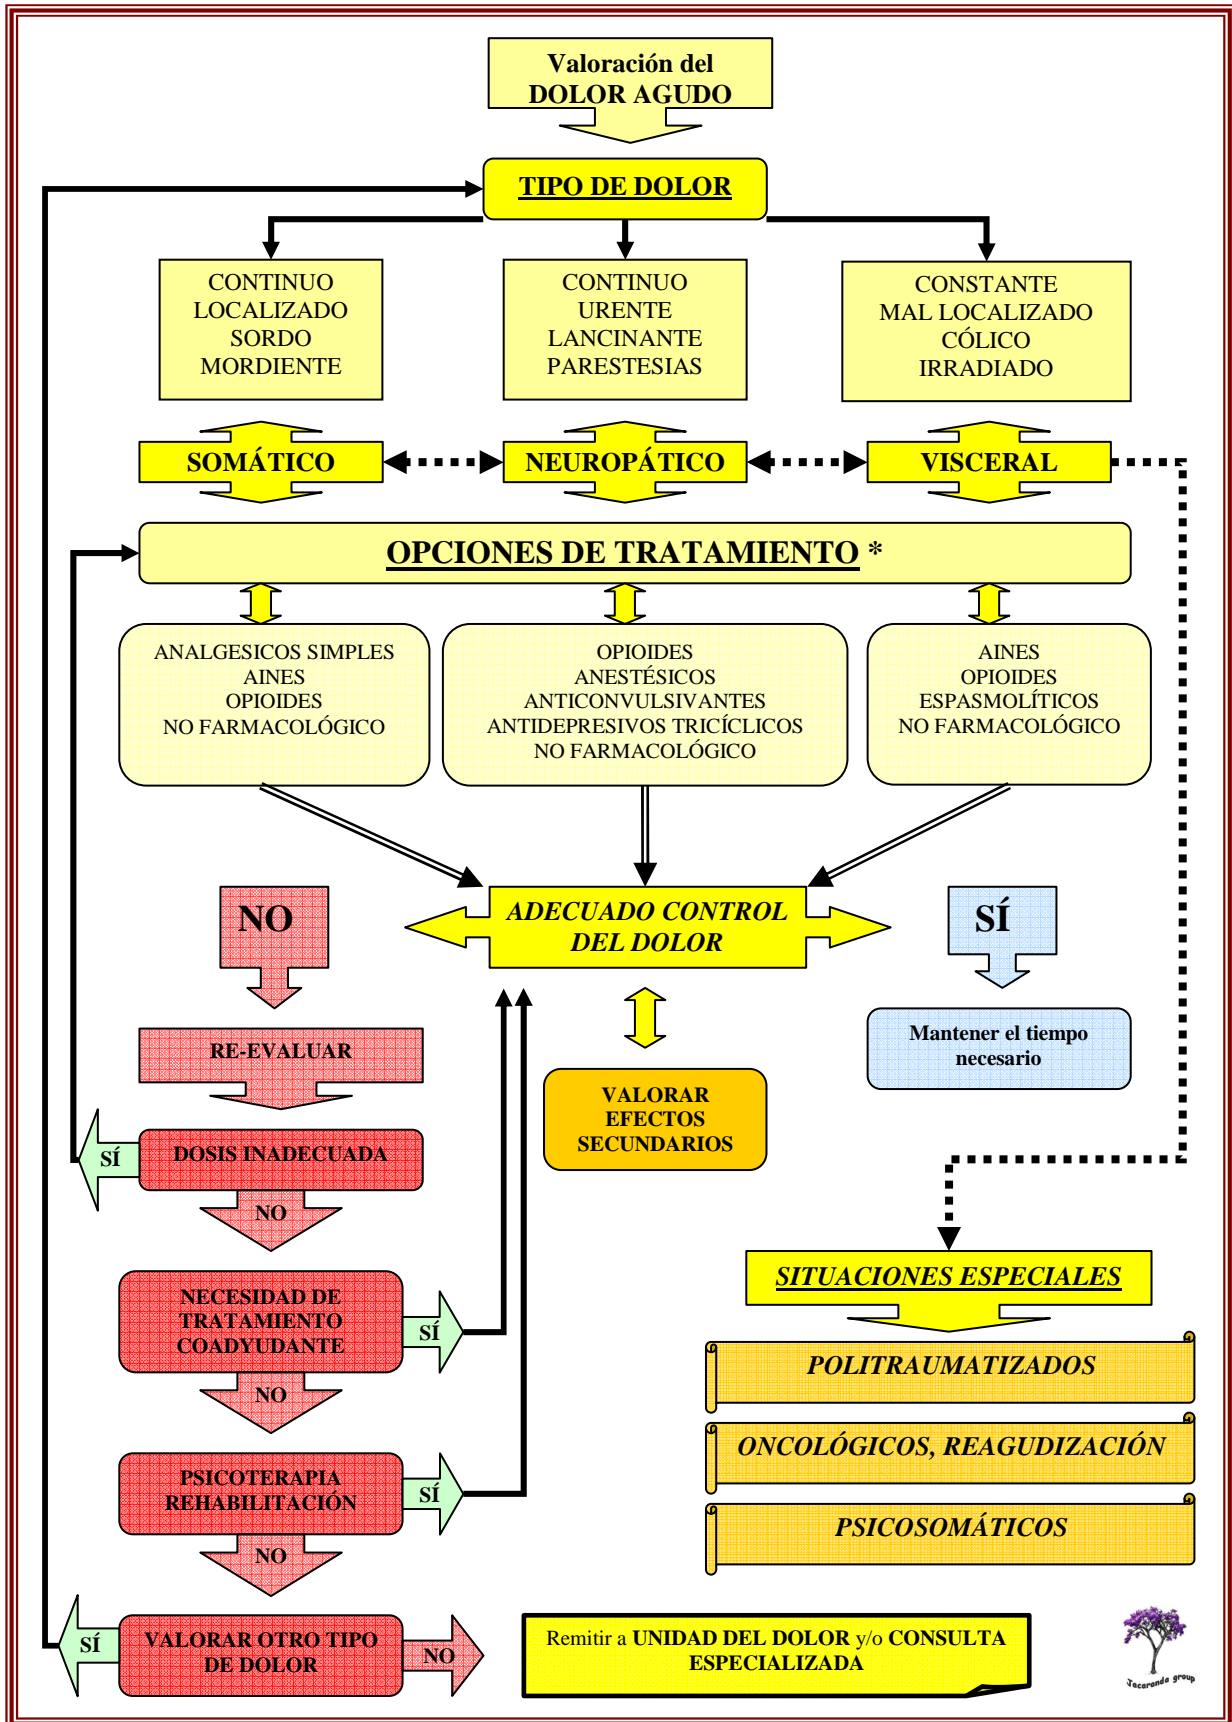 Valoración del
DOLOR AGUDO
TIPO DE DOLOR
CONTINUO
LOCALIZADO
SORDO
MORDIENTE
CONTINUO
URENTE
LANCINANTE
PARESTESIAS
CONSTANTE
MAL LOCALIZADO
CÓLICO
IRRADIADO
SOMÁTICO
NEUROPÁTICO
VISCERAL
OPCIONES DE TRATAMIENTO *
ANALGESICOS SIMPLES
AINES
OPIOIDES
NO FARMACOLÓGICO
OPIOIDES
ANESTÉSICOS
ANTICONVULSIVANTES
ANTIDEPRESIVOS TRICÍCLICOS
NO FARMACOLÓGICO
AINES
OPIOIDES
ESPASMOLÍTICOS
NO FARMACOLÓGICO
NO
ADECUADO CONTROL
DEL DOLOR
SÍ
RE-EVALUAR
VALORAR
EFECTOS
SECUNDARIOS
Mantener el tiempo
necesario
SÍ
DOSIS INADECUADA
NO
NECESIDAD DE
TRATAMIENTO
COADYUDANTE
SÍ
NO
PSICOTERAPIA
REHABILITACIÓN
SÍ
NO
SÍ
VALORAR OTRO TIPO
DE DOLOR
NO
SITUACIONES ESPECIALES
POLITRAUMATIZADOS
ONCOLÓGICOS, REAGUDIZACIÓN
PSICOSOMÁTICOS
Remitir a UNIDAD DEL DOLOR y/o CONSULTA
ESPECIALIZADA
Jacaranda group